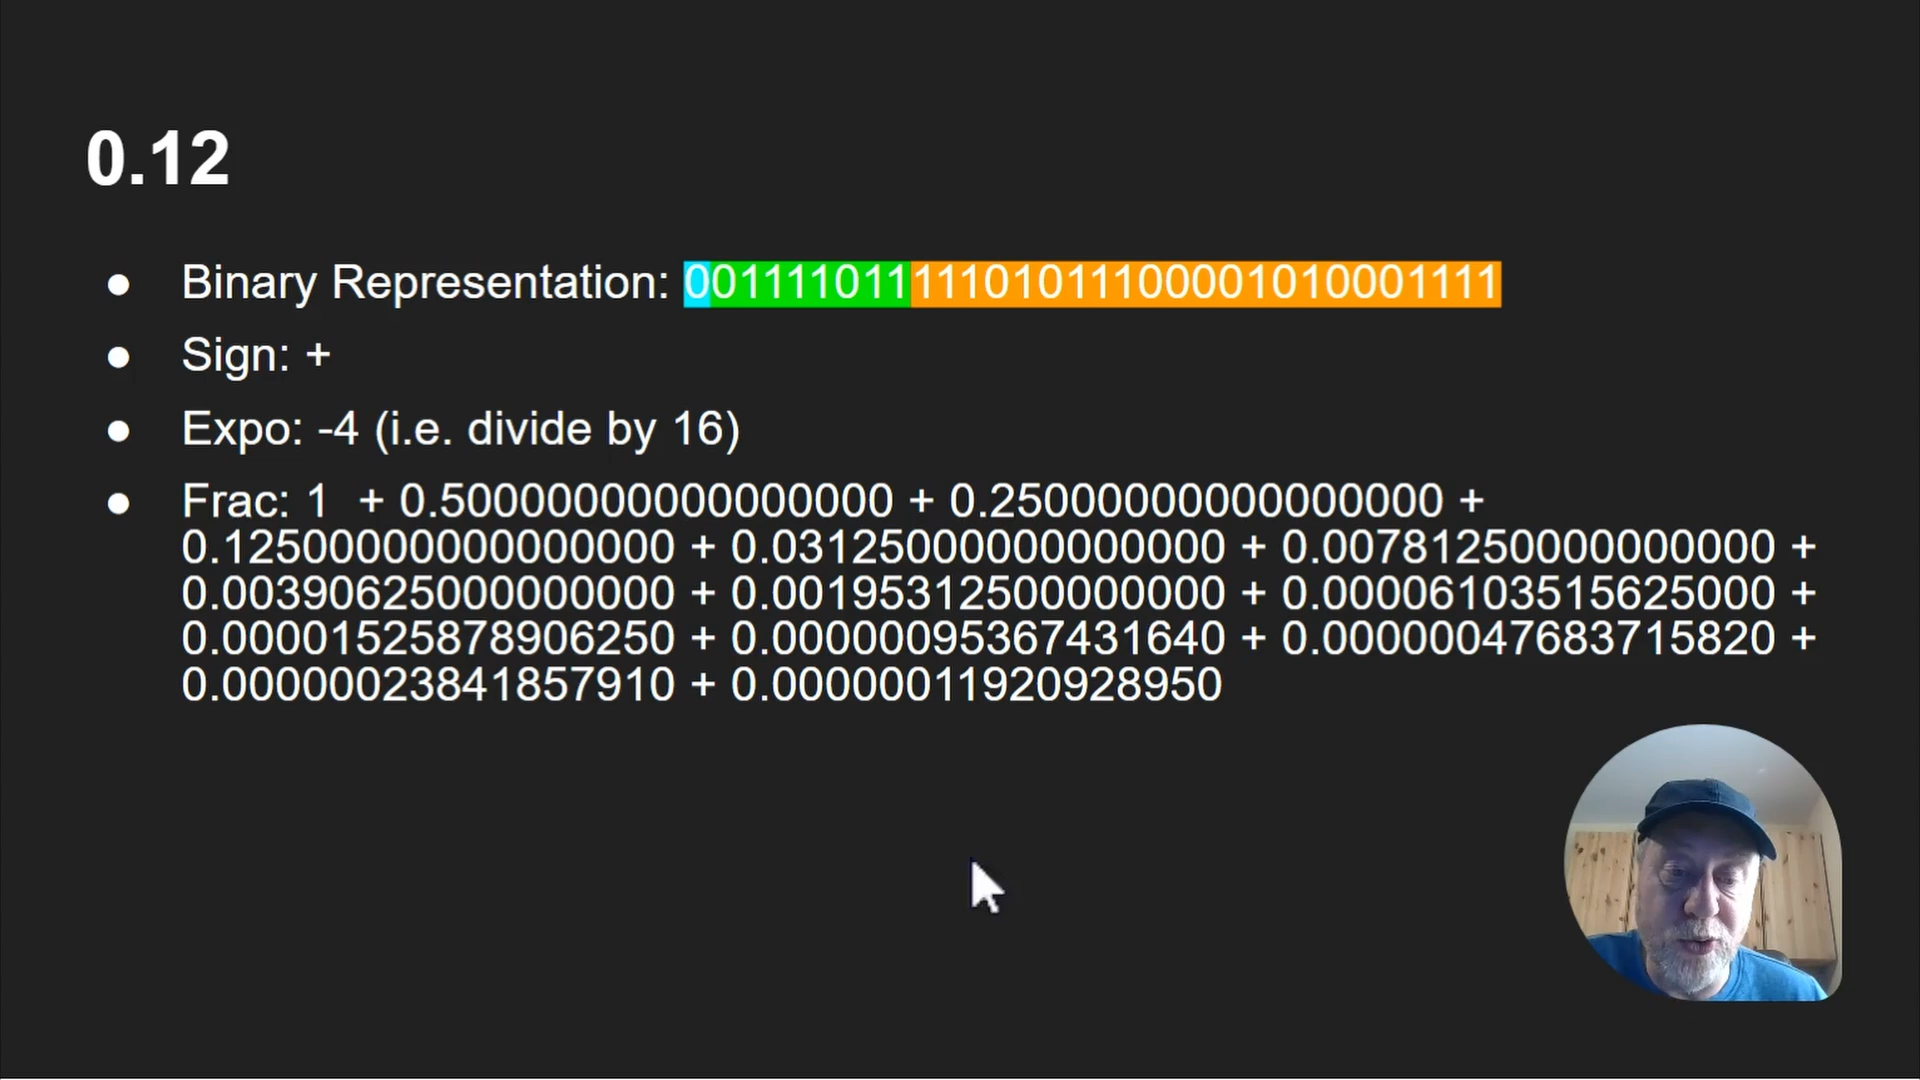 0.12
● Binary Representation: 00111101111101011100001010001111
● Sign: +
● Expo: -4 (i.e. divide by 16)
● Frac: 1  + 0.50000000000000000 + 0.25000000000000000 +
0.12500000000000000 + 0.03125000000000000 + 0.00781250000000000 +
0.00390625000000000 + 0.00195312500000000 + 0.00006103515625000 +
0.00001525878906250 + 0.00000095367431640 + 0.00000047683715820 +
0.00000023841857910 + 0.00000011920928950